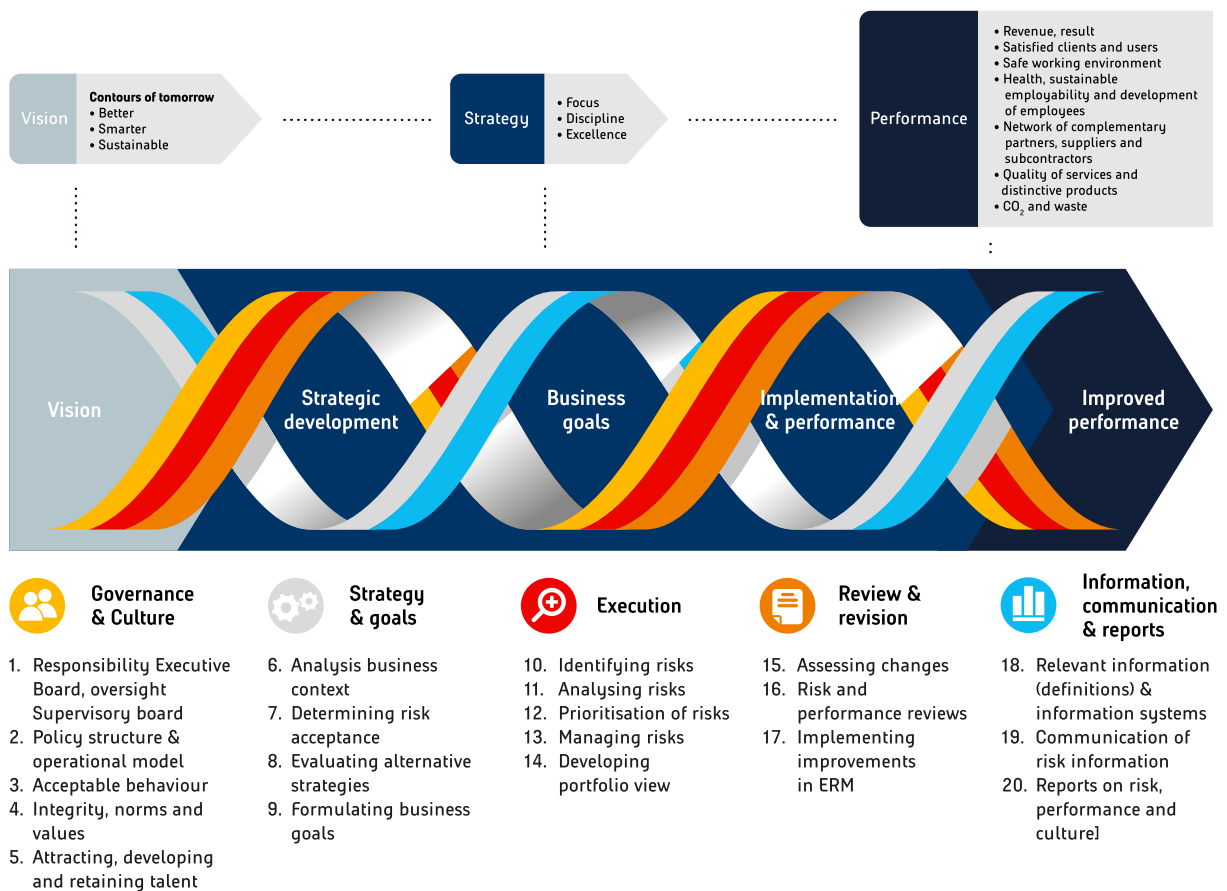 Vision
Contours of tomorrow
• Better
• Smarter
• Sustainable
Strategy
• Focus
• Discipline
• Excellence
Performance
• Revenue, result
• Satisfied clients and users
• Safe working environment
• Health, sustainable
employability and development
of employees
• Network of complementary
partners, suppliers and
subcontractors
• Quality of services and
distinctive products
• CO₂ and waste
Vision
Strategic
development
Business
goals
Implementation
& performance
Improved
performance
Governance
& Culture
1. Responsibility Executive
Board, oversight
Supervisory board
2. Policy structure &
operational model
3. Acceptable behaviour
4. Integrity, norms and
values
5. Attracting, developing
and retaining talent
Strategy
& goals
6. Analysis business
context
7. Determining risk
acceptance
8. Evaluating alternative
strategies
9. Formulating business
goals
Execution
10. Identifying risks
11. Analysing risks
12. Prioritisation of risks
13. Managing risks
14. Developing
portfolio view
Review &
revision
15. Assessing changes
16. Risk and
performance reviews
17. Implementing
improvements
in ERM
Information,
communication
& reports
18. Relevant information
(definitions) &
information systems
19. Communication of
risk information
20. Reports on risk,
performance and
culture]